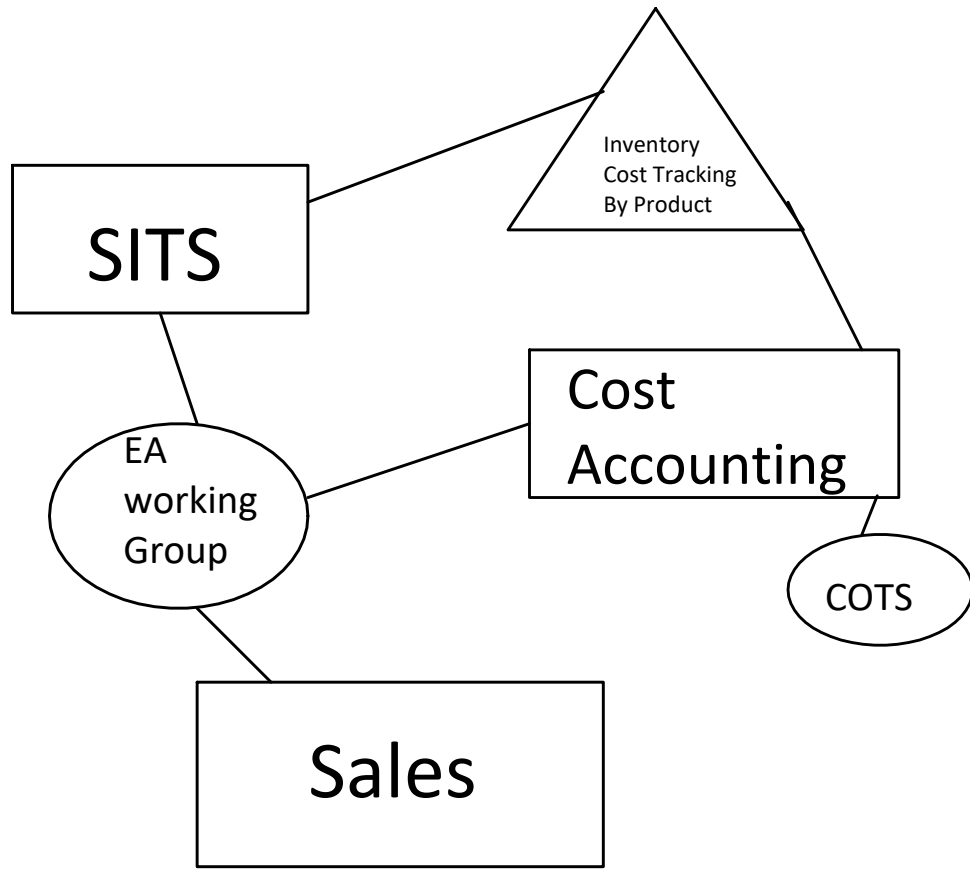 Inventory
Cost Tracking
By Product
SITS
Cost
Accounting
EA
working
Group
COTS
Sales